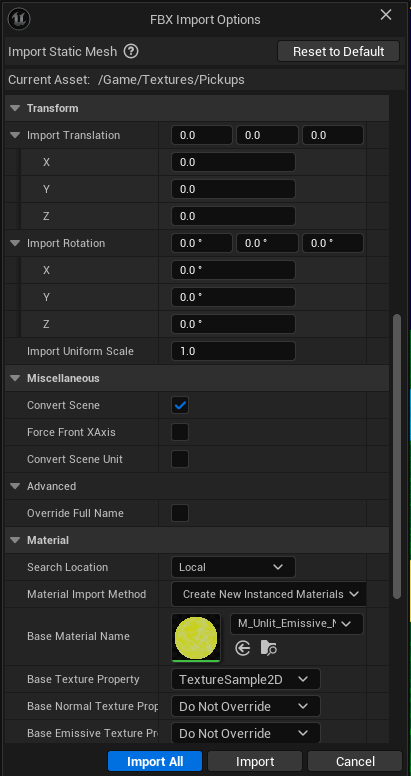 FBX Import Options
Import Static Mesh ?
Reset to Default
Current Asset: /Game/Textures/Pickups
Transform
Import Translation 0.0 0.0 0.0
X 0.0
Y 0.0
Z 0.0
Import Rotation 0.0 ° 0.0 ° 0.0 °
X 0.0 °
Y 0.0 °
Z 0.0 °
Import Uniform Scale 1.0
Miscellaneous
Convert Scene
Force Front XAxis
Convert Scene Unit
Advanced
Override Full Name
Material
Search Location Local
Material Import Method Create New Instanced Materials
Base Material Name M_Unlit_Emissive_
Base Texture Property TextureSample2D
Base Normal Texture Prop Do Not Override
Base Emissive Texture Pr Do Not Override
Import All Import Cancel